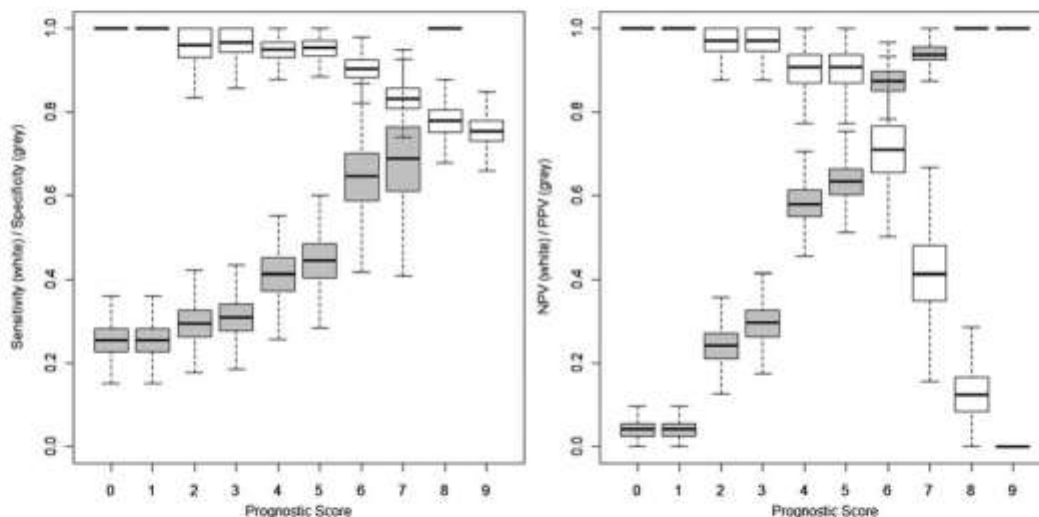 Sensitivity (white) / Specificity (grey)
1.0
0.8
0.6
0.4
0.2
0.0
0 1 2 3 4 5 6 7 8 9
Prognostic Score
NPV (white) / PPV (grey)
1.0
0.8
0.6
0.4
0.2
0.0
0 1 2 3 4 5 6 7 8 9
Prognostic Score